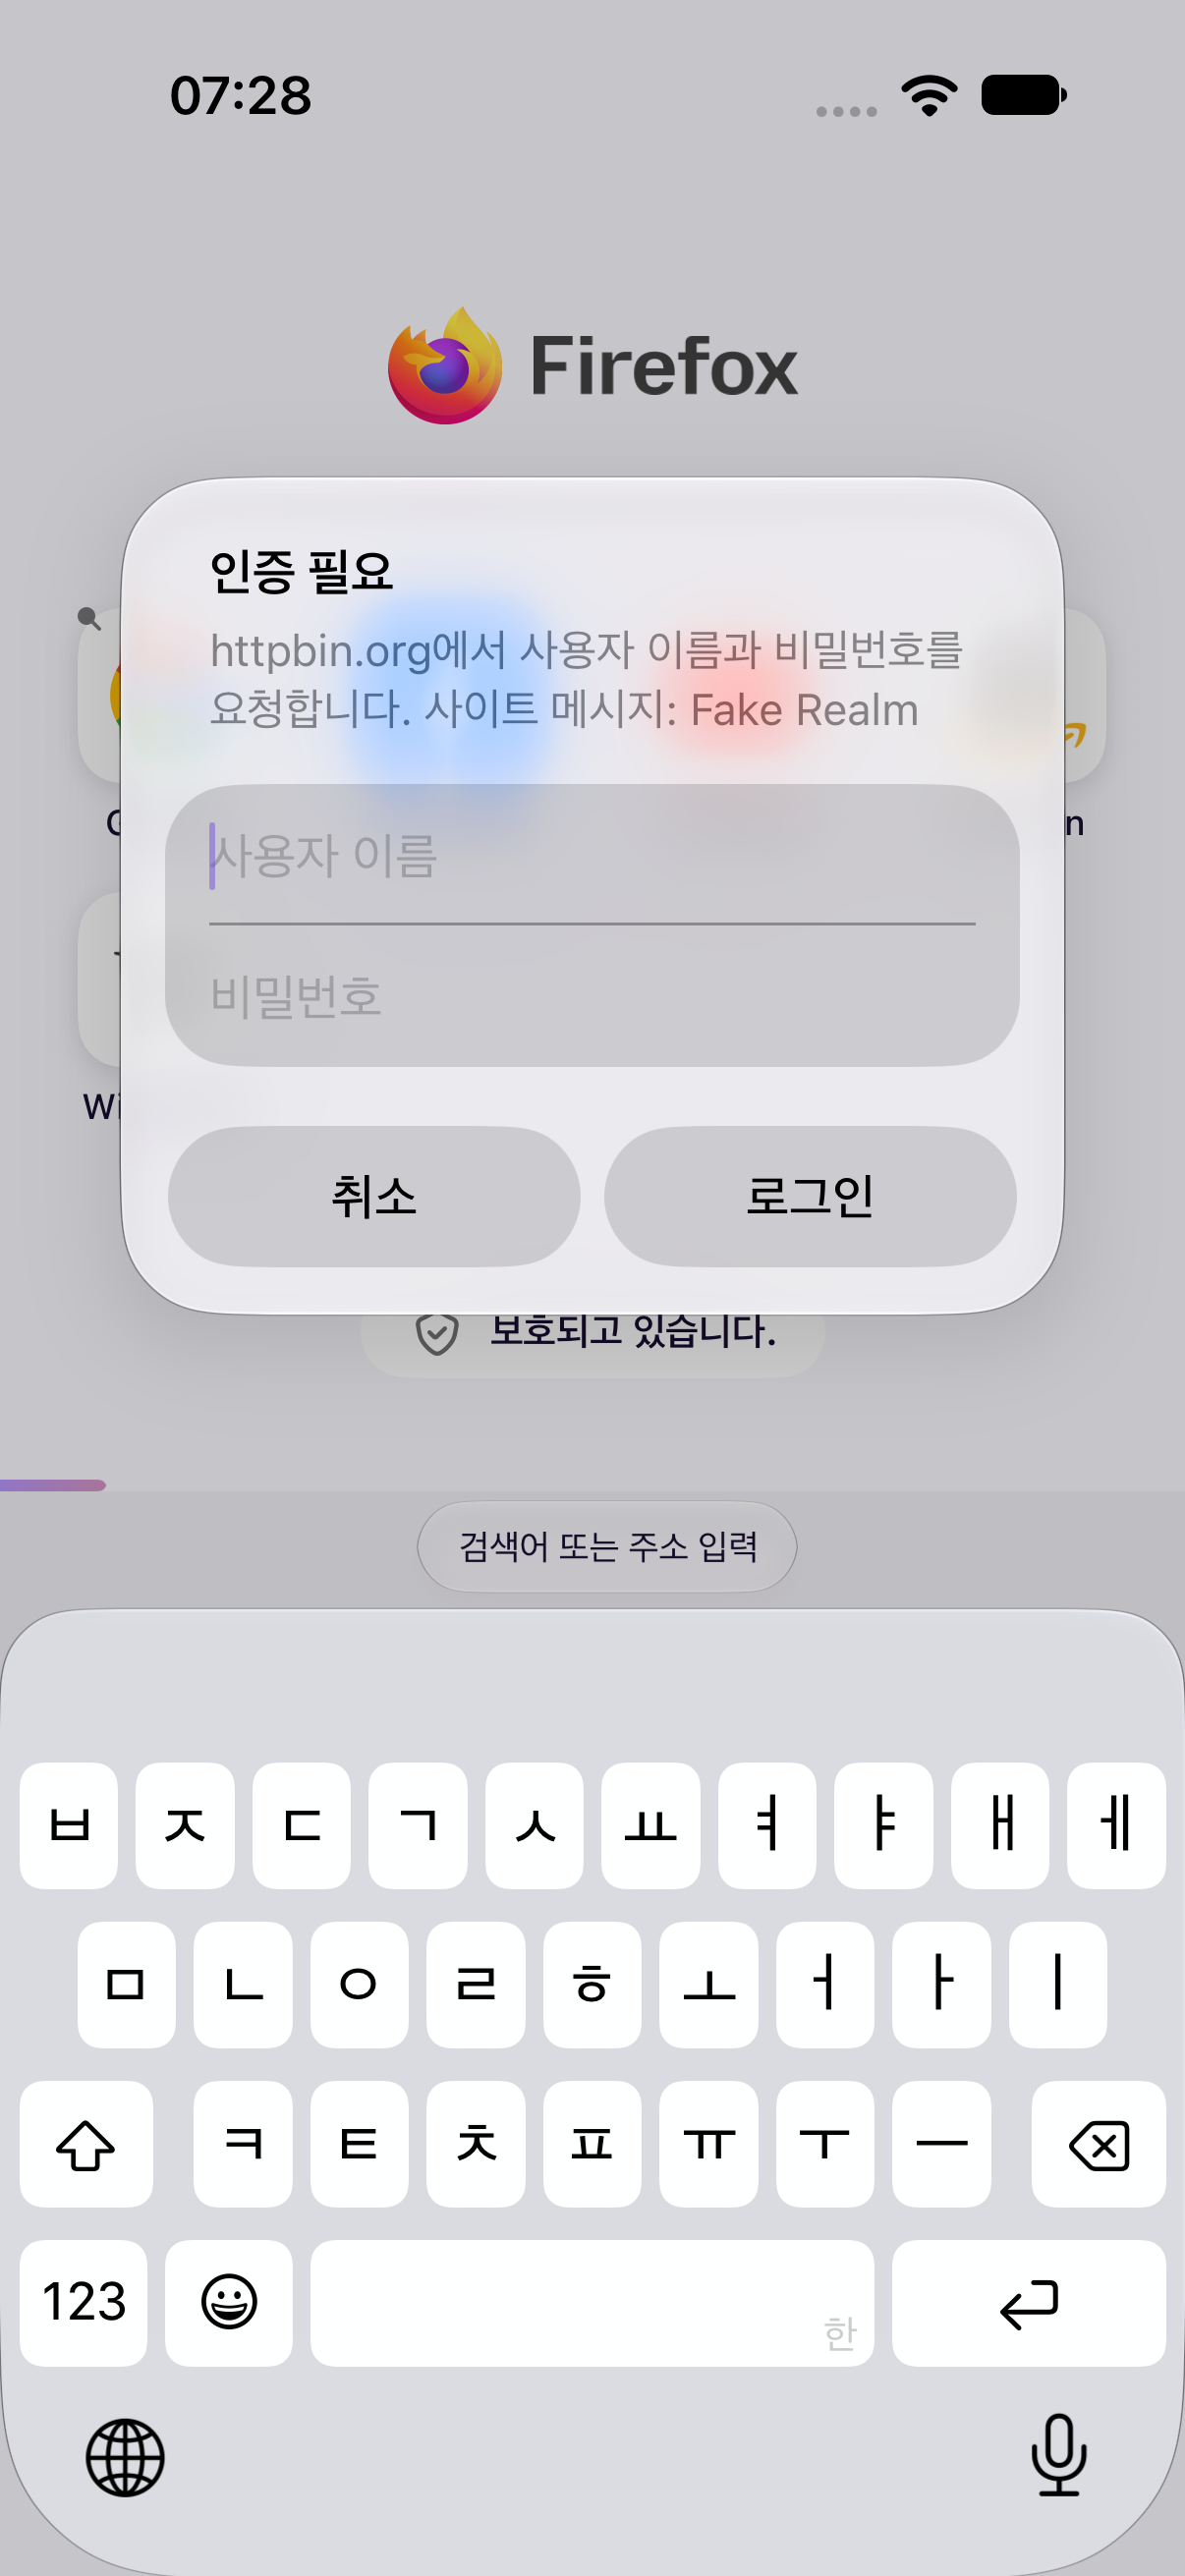 07:28
Firefox
인증 필요
httpbin.org에서 사용자 이름과 비밀번호를
요청합니다. 사이트 메시지: Fake Realm
사용자 이름
비밀번호
취소 로그인
보호되고 있습니다.
검색어 또는 주소 입력
ㅂ ㅈ ㄷ ㄱ ㅅ ㅛ ㅕ ㅑ ㅐ ㅔ
ㅁ ㄴ ㅇ ㄹ ㅎ ㅗ ㅓ ㅏ ㅣ
ㅋ ㅌ ㅊ ㅍ ㅠ ㅜ ㅡ
123 한